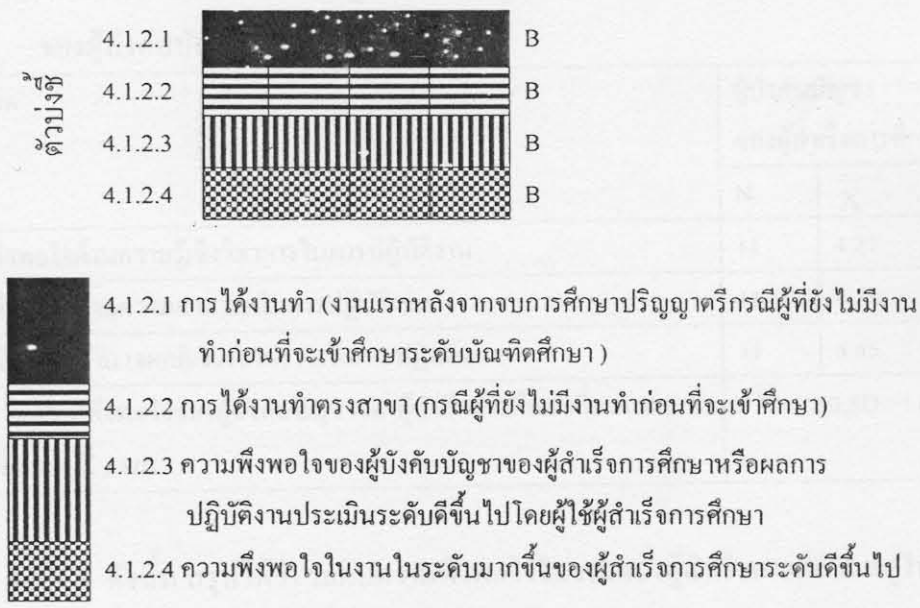 ตัวบ่งชี้
4.1.2.1 B
4.1.2.2 B
4.1.2.3 B
4.1.2.4 B
4.1.2.1 การได้งานทำ (งานแรกหลังจากจบการศึกษาปริญญาตรีกรณีผู้ที่ยังไม่มีงาน
ทำก่อนที่จะเข้าศึกษาระดับบัณฑิตศึกษา )
4.1.2.2 การได้งานทำตรงสาขา (กรณีผู้ที่ยังไม่มีงานทำก่อนที่จะเข้าศึกษา)
4.1.2.3 ความพึงพอใจของผู้บังคับบัญชาของผู้สำเร็จการศึกษาหรือผลการ
ปฏิบัติงานประเมินระดับดีขึ้นไปโดยผู้ใช้ผู้สำเร็จการศึกษา
4.1.2.4 ความพึงพอใจในงานในระดับมากขึ้นของผู้สำเร็จการศึกษาระดับดีขึ้นไป